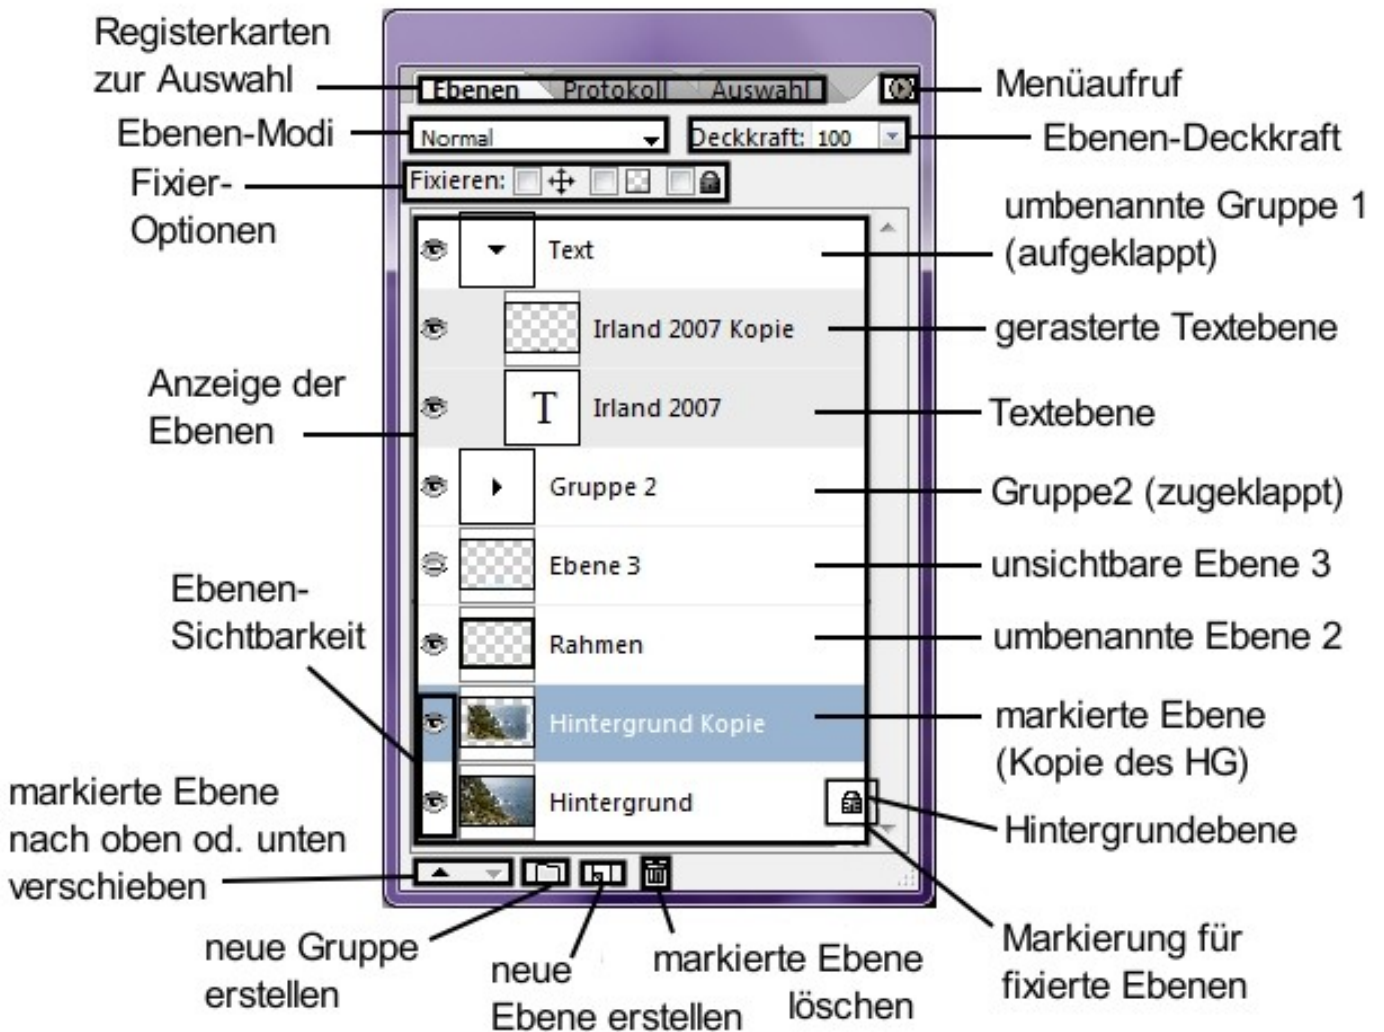 Registerkarten
zur Auswahl
Ebenen-Modi
Fixier-
Optionen
Anzeige der
Ebenen
Ebenen-
Sichtbarkeit
markierte Ebene
nach oben od. unten
verschieben
Ebenen Protokoll Auswahl
Normal Deckkraft: 100
Fixieren:
Text
Irland 2007 Kopie
T Irland 2007
Gruppe 2
Ebene 3
Rahmen
Hintergrund Kopie
Hintergrund
Menüaufruf
Ebenen-Deckkraft
umbenannte Gruppe 1
(aufgeklappt)
gerasterte Textebene
Textebene
Gruppe2 (zugeklappt)
unsichtbare Ebene 3
umbenannte Ebene 2
markierte Ebene
(Kopie des HG)
Hintergrundebene
Markierung für
fixierte Ebenen
neue Gruppe
erstellen
neue
Ebene erstellen
markierte Ebene
löschen